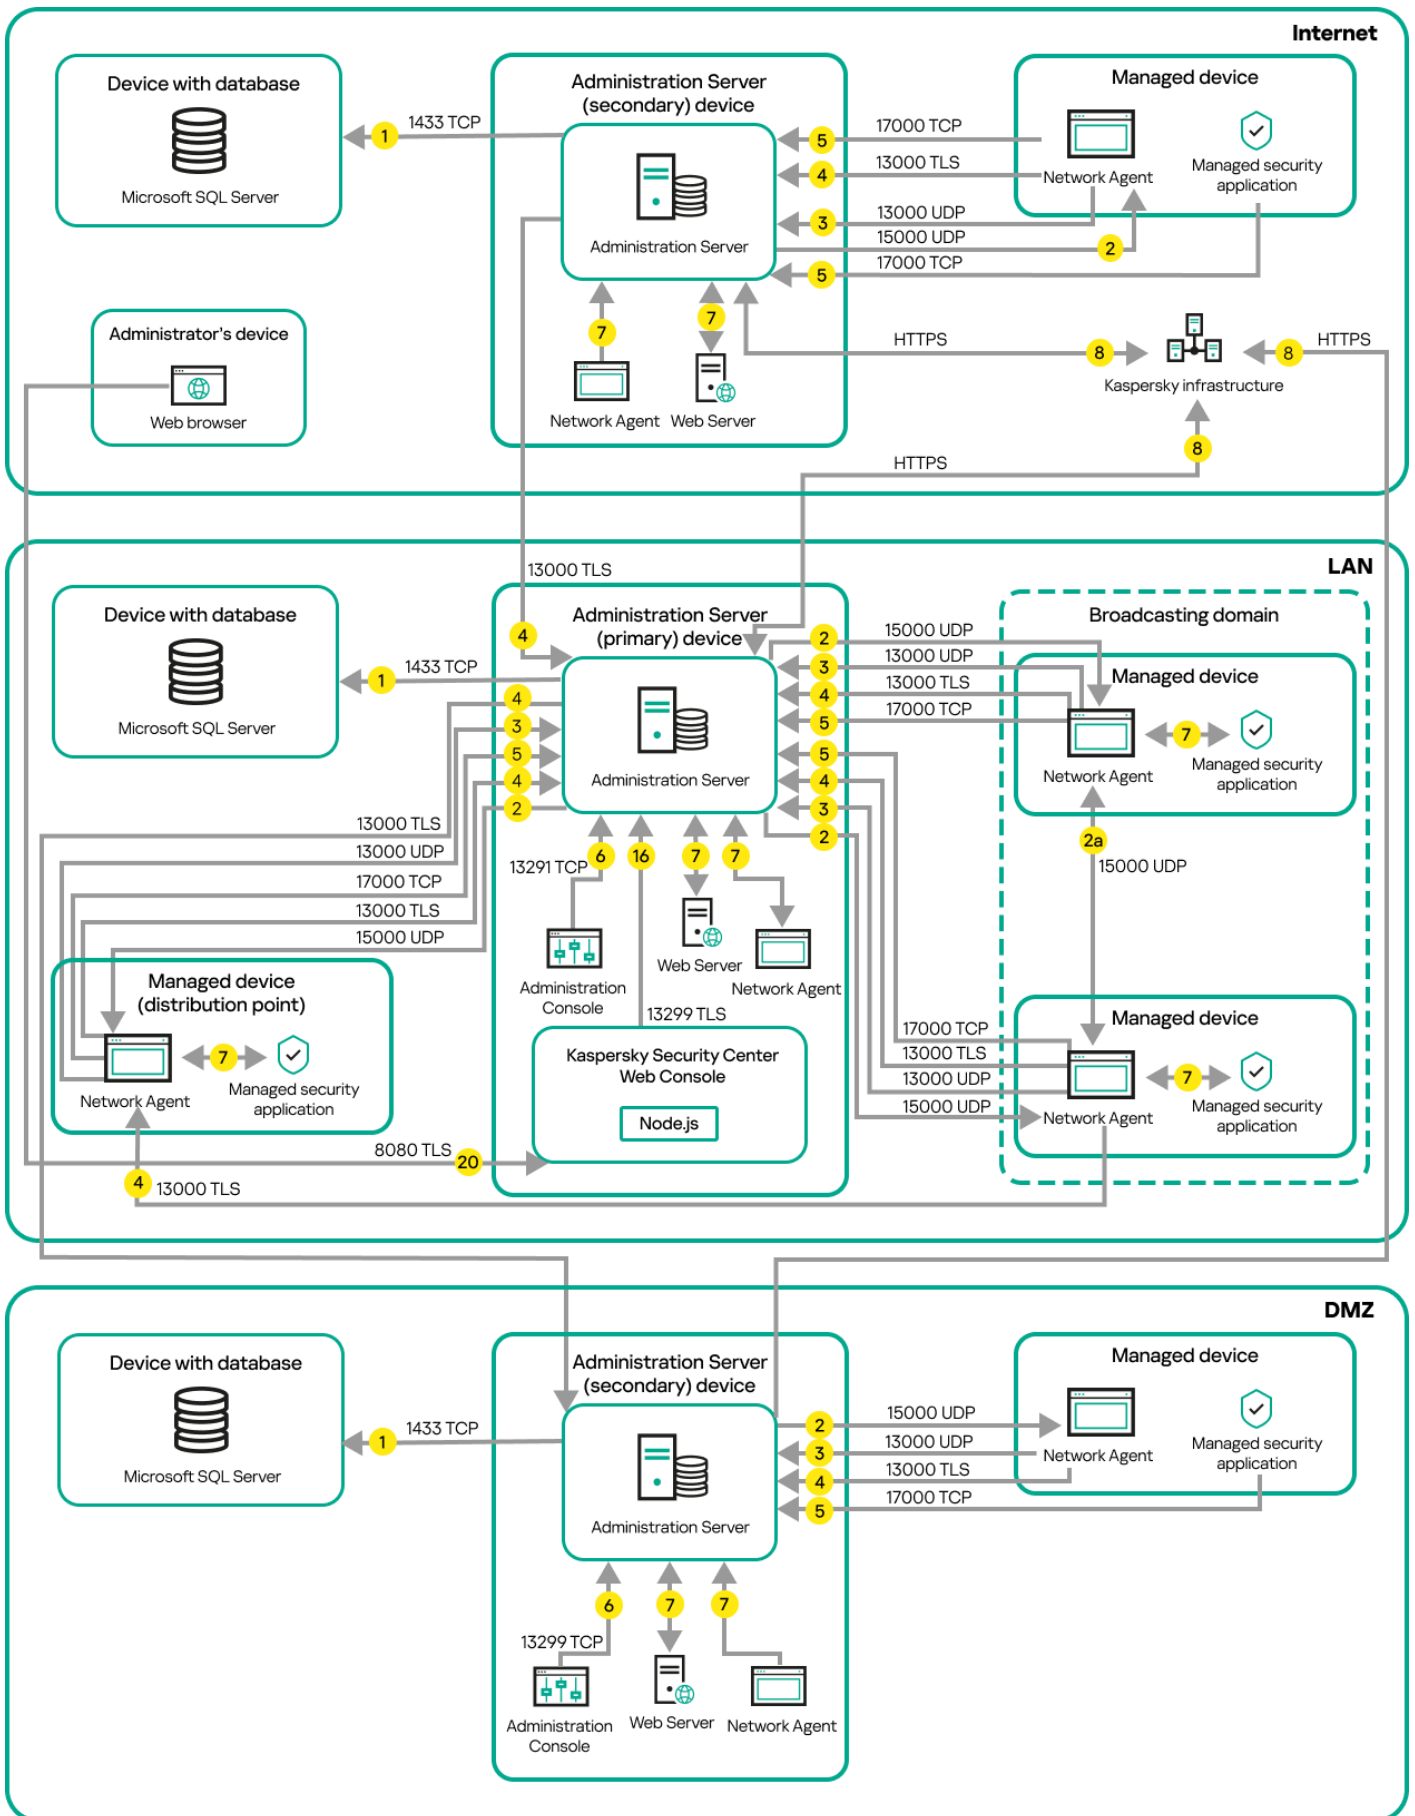 Internet
Device with database
Microsoft SQL Server
1
1433 TCP
Administration Server
(secondary) device
Administration Server
7
7
Network Agent
Web Server
5
17000 TCP
4
13000 TLS
3
13000 UDP
15000 UDP
2
5
17000 TCP
Managed device
Network Agent
Managed security
application
Administrator's device
Web browser
HTTPS
8
Kaspersky infrastructure
8
HTTPS
8
HTTPS
LAN
13000 TLS
4
Device with database
Microsoft SQL Server
1
1433 TCP
Administration Server
(primary) device
Administration Server
4
3
5
4
2
13000 TLS
13000 UDP
17000 TCP
13000 TLS
15000 UDP
2
15000 UDP
3
13000 UDP
4
13000 TLS
5
17000 TCP
5
4
3
2
Broadcasting domain
Managed device
Network Agent
7
Managed security
application
2a
15000 UDP
13291 TCP
6
16
7
7
Administration
Console
Web Server
Network Agent
13299 TLS
Kaspersky Security Center
Web Console
Node.js
Managed device
(distribution point)
Network Agent
7
Managed security
application
17000 TCP
13000 TLS
13000 UDP
15000 UDP
Managed device
Network Agent
7
Managed security
application
8080 TLS
20
4
13000 TLS
DMZ
Device with database
Microsoft SQL Server
1
1433 TCP
Administration Server
(secondary) device
Administration Server
2
15000 UDP
3
13000 UDP
4
13000 TLS
5
17000 TCP
Managed device
Network Agent
Managed security
application
6
7
7
13299 TCP
Administration
Console
Web Server
Network Agent